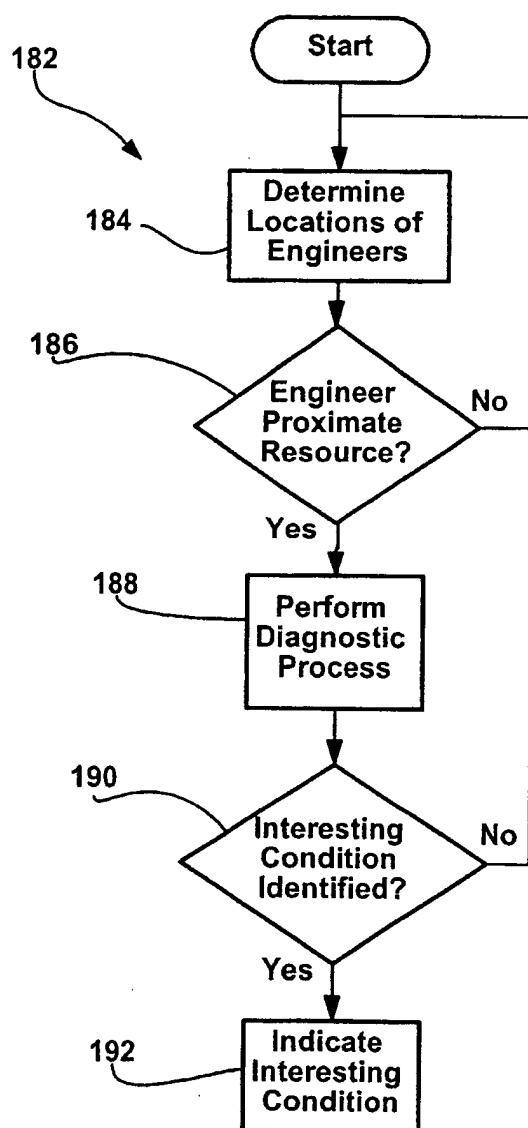 Start
182
Determine
Locations of
Engineers
184
186
Engineer
Proximate
Resource?
No
Yes
188
Perform
Diagnostic
Process
190
Interesting
Condition
Identified?
No
Yes
192
Indicate
Interesting
Condition